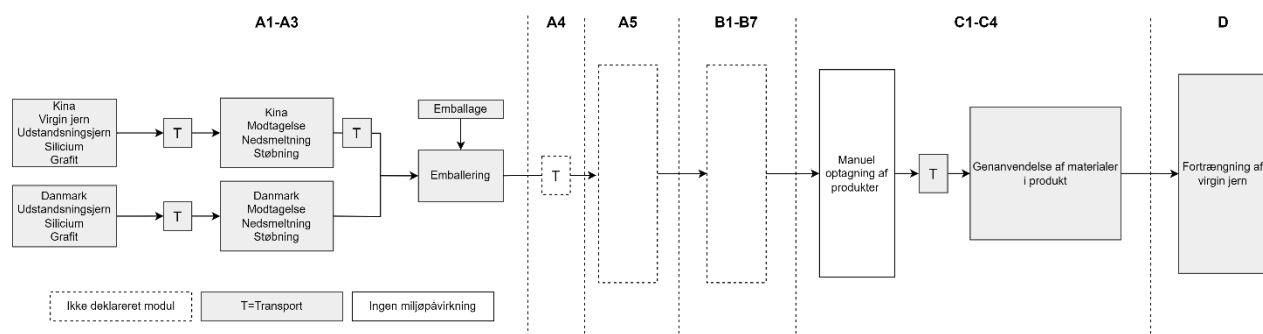 A1-A3
A4
A5
B1-B7
C1-C4
D
Kina
Virgin jern
Udstandsningsjern
Silicium
Grafit
T
Kina
Modtagelse
Nedsmeltning
Støbning
T
Emballage
Emballering
Danmark
Udstandsningsjern
Silicium
Grafit
T
Danmark
Modtagelse
Nedsmeltning
Støbning
T
Manuel
optagning af
produkter
T
Genanvendelse af materialer
i produkt
Fortrængning af
virgin jern
Ikke deklareret modul
T=Transport
Ingen miljøpåvirkning